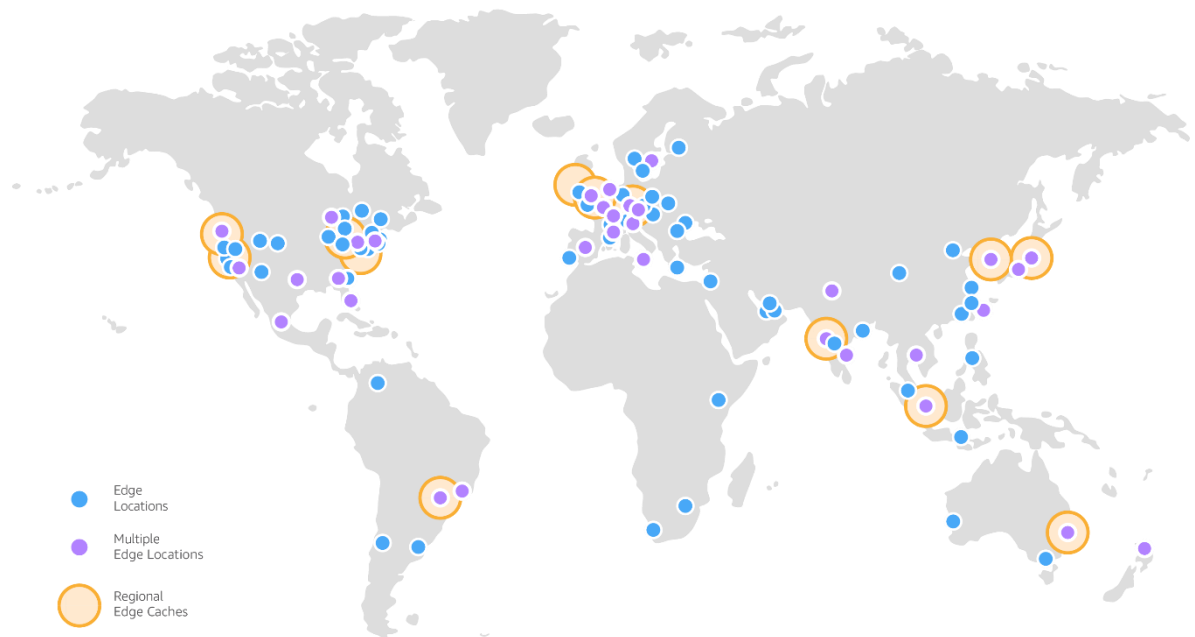 Edge
Locations
Multiple
Edge Locations
Regional
Edge Caches